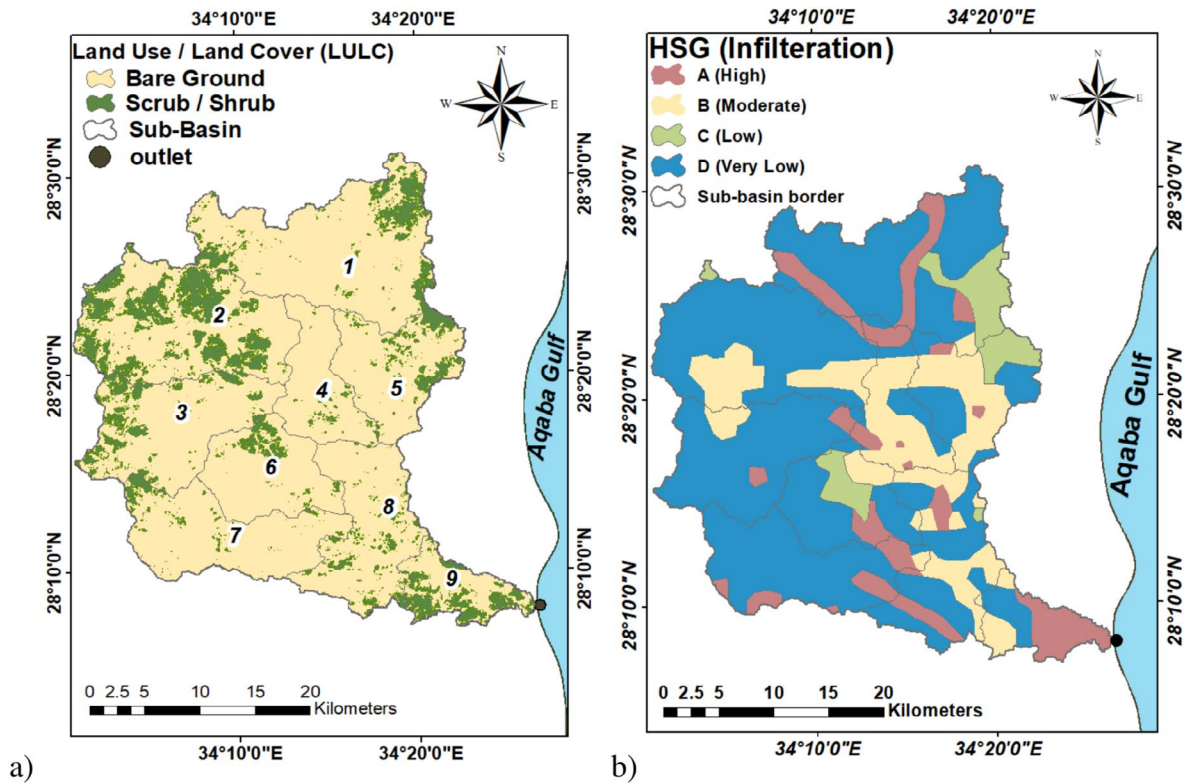 34°10'0"E 34°20'0"E
Land Use / Land Cover (LULC)
Bare Ground
Scrub / Shrub
Sub-Basin
outlet
N
W E
S
28°30'0"N 28°30'0"N
28°20'0"N 28°20'0"N
28°10'0"N 28°10'0"N
1
2
3
4
5
6
7
8
9
Aqaba Gulf
0 2.5 5 10 15 20
Kilometers
34°10'0"E 34°20'0"E
a)
34°10'0"E 34°20'0"E
HSG (Infilteration)
A (High)
B (Moderate)
C (Low)
D (Very Low)
Sub-basin border
N
W E
S
28°30'0"N 28°30'0"N
28°20'0"N 28°20'0"N
28°10'0"N 28°10'0"N
Aqaba Gulf
0 2.5 5 10 15 20
Kilometers
34°10'0"E 34°20'0"E
b)